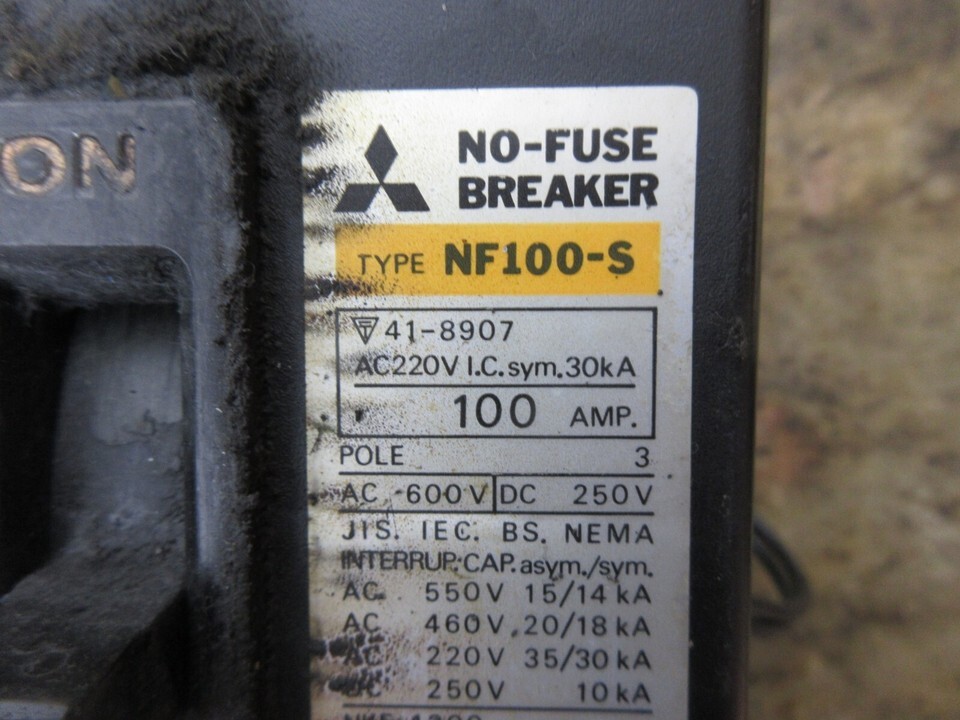 ON
NO-FUSE
BREAKER
TYPE NF100-S
41-8907
AC220V I.C.sym.30kA
100 AMP.
POLE 3
AC 600V DC 250V
JIS. IEC. BS. NEMA
INTERRUP.CAP.asym./sym.
AC 550V 15/14kA
AC 460V 20/18kA
AC 220V 35/30kA
DC 250V 10kA